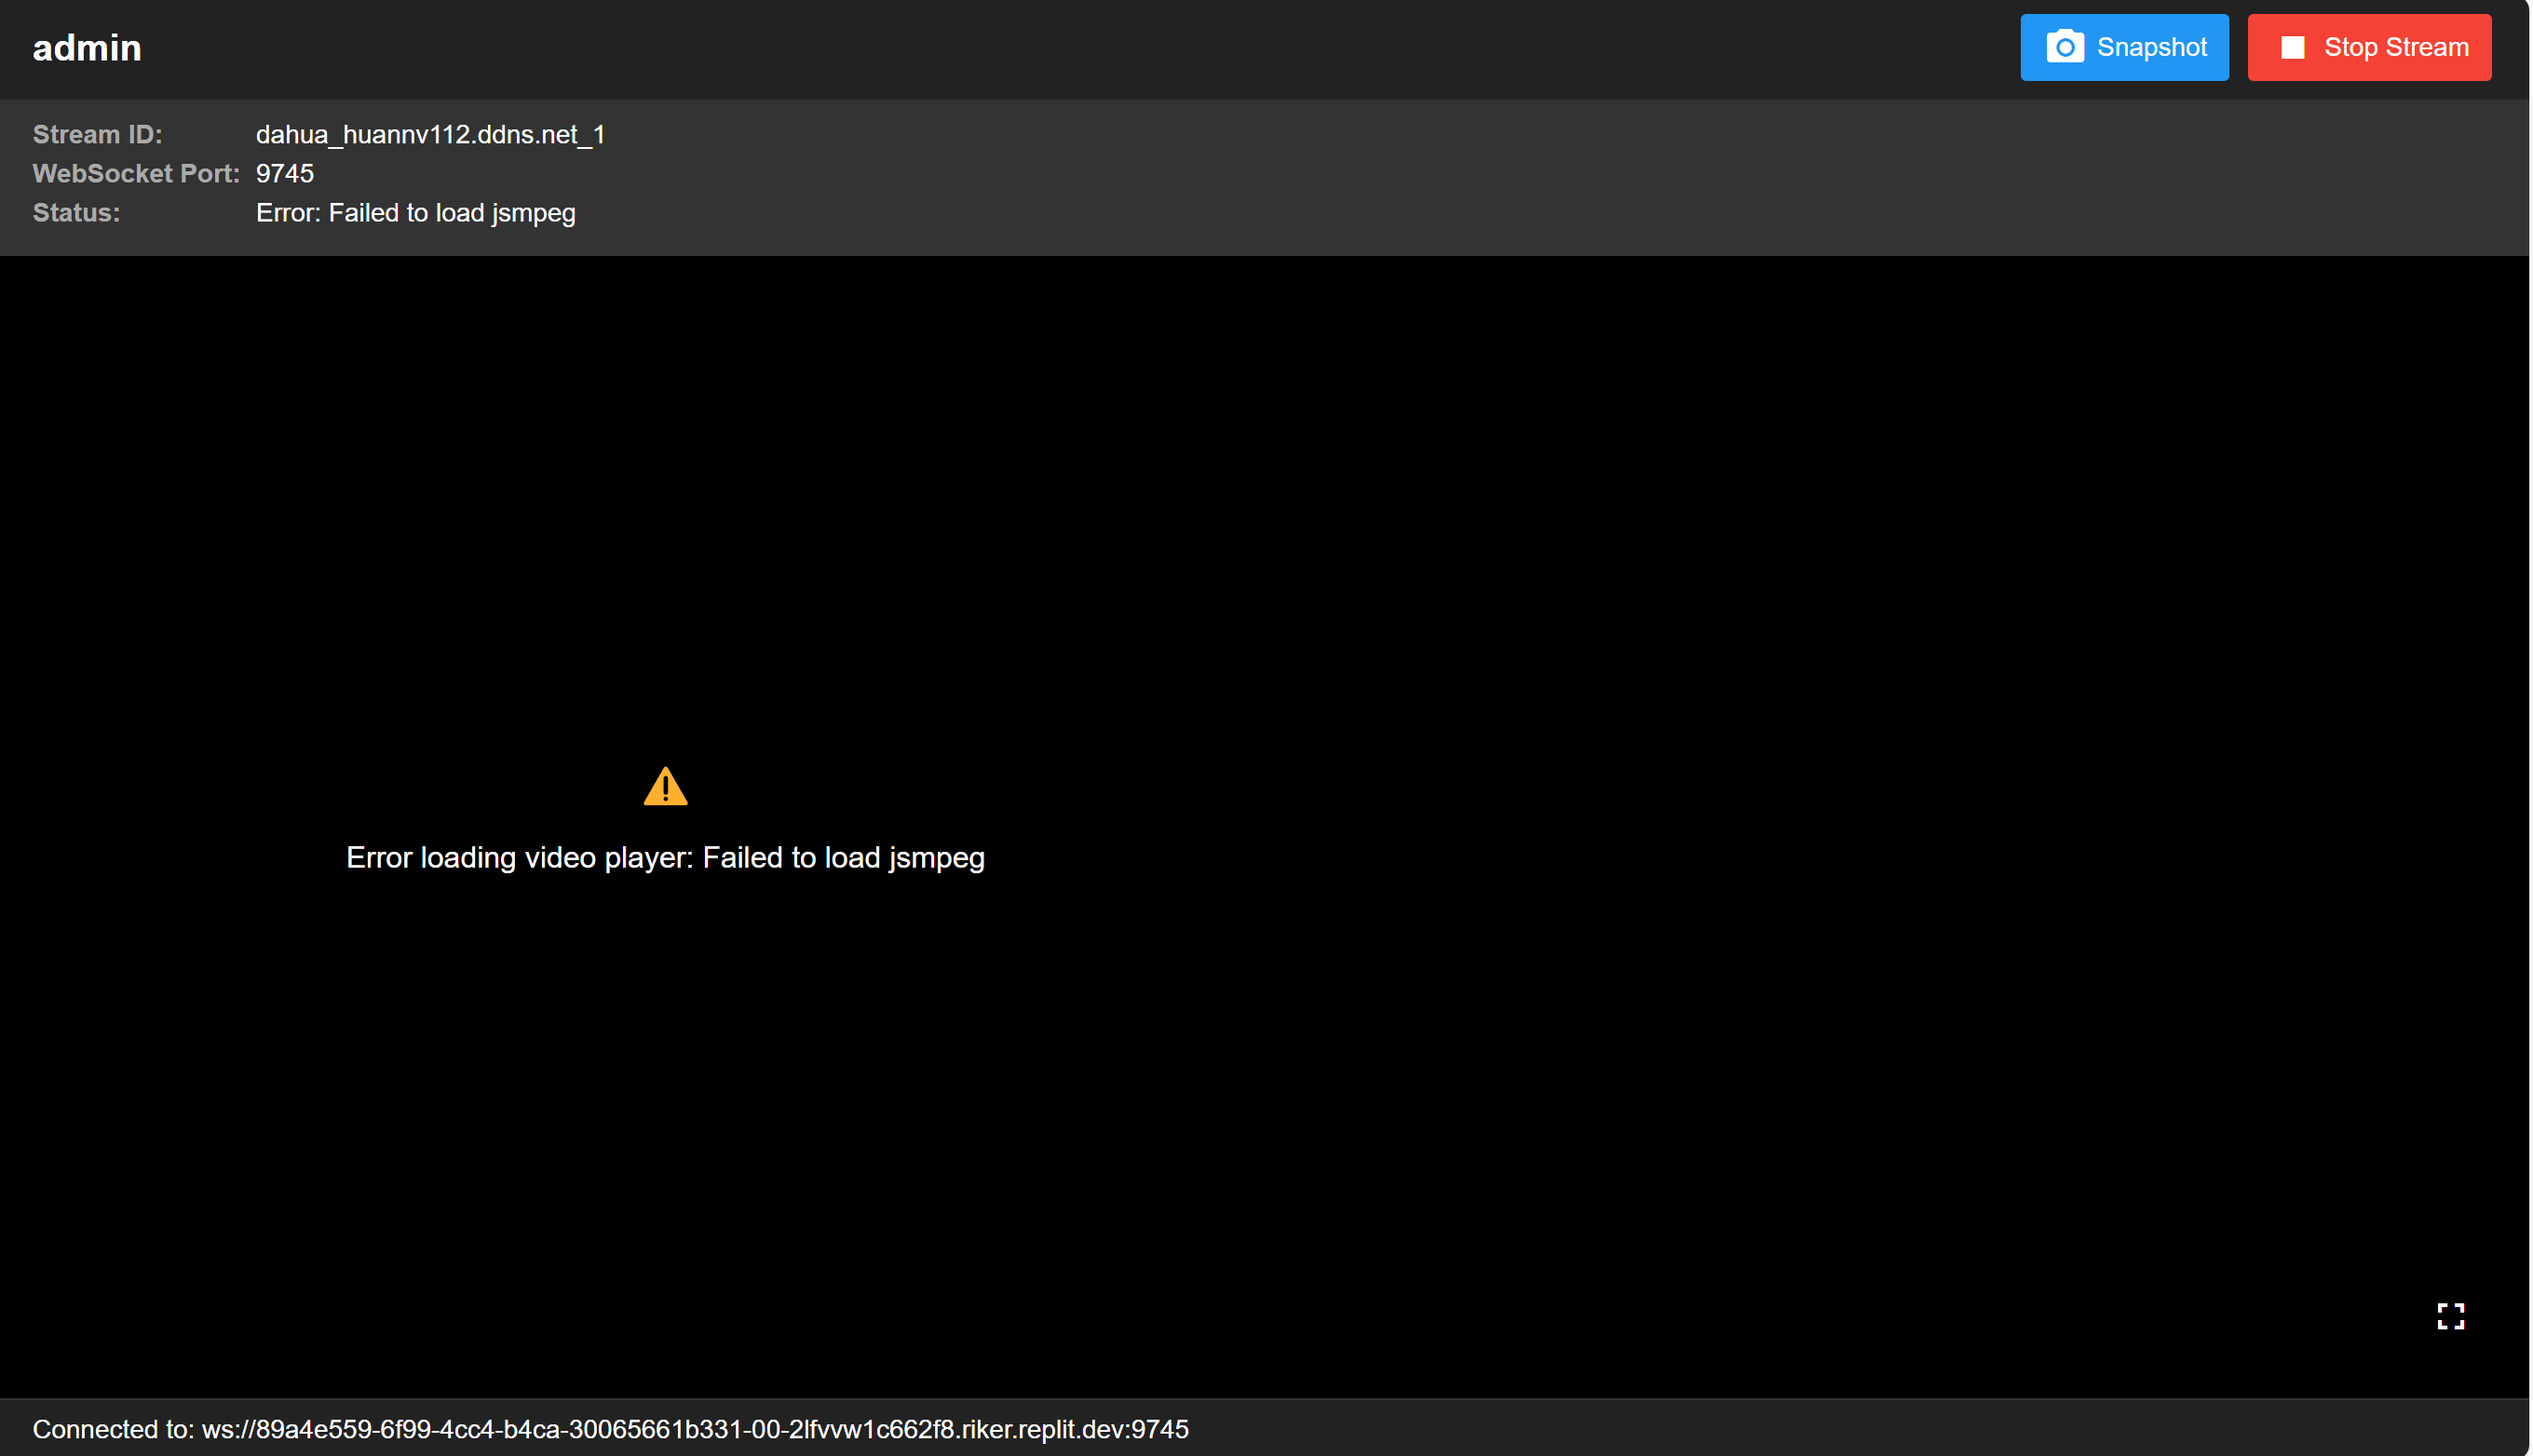 admin
Snapshot
Stop Stream
Stream ID: dahua_huannv112.ddns.net_1
WebSocket Port: 9745
Status: Error: Failed to load jsmpeg
Error loading video player: Failed to load jsmpeg
Connected to: ws://89a4e559-6f99-4cc4-b4ca-30065661b331-00-2lfvvw1c662f8.riker.replit.dev:9745